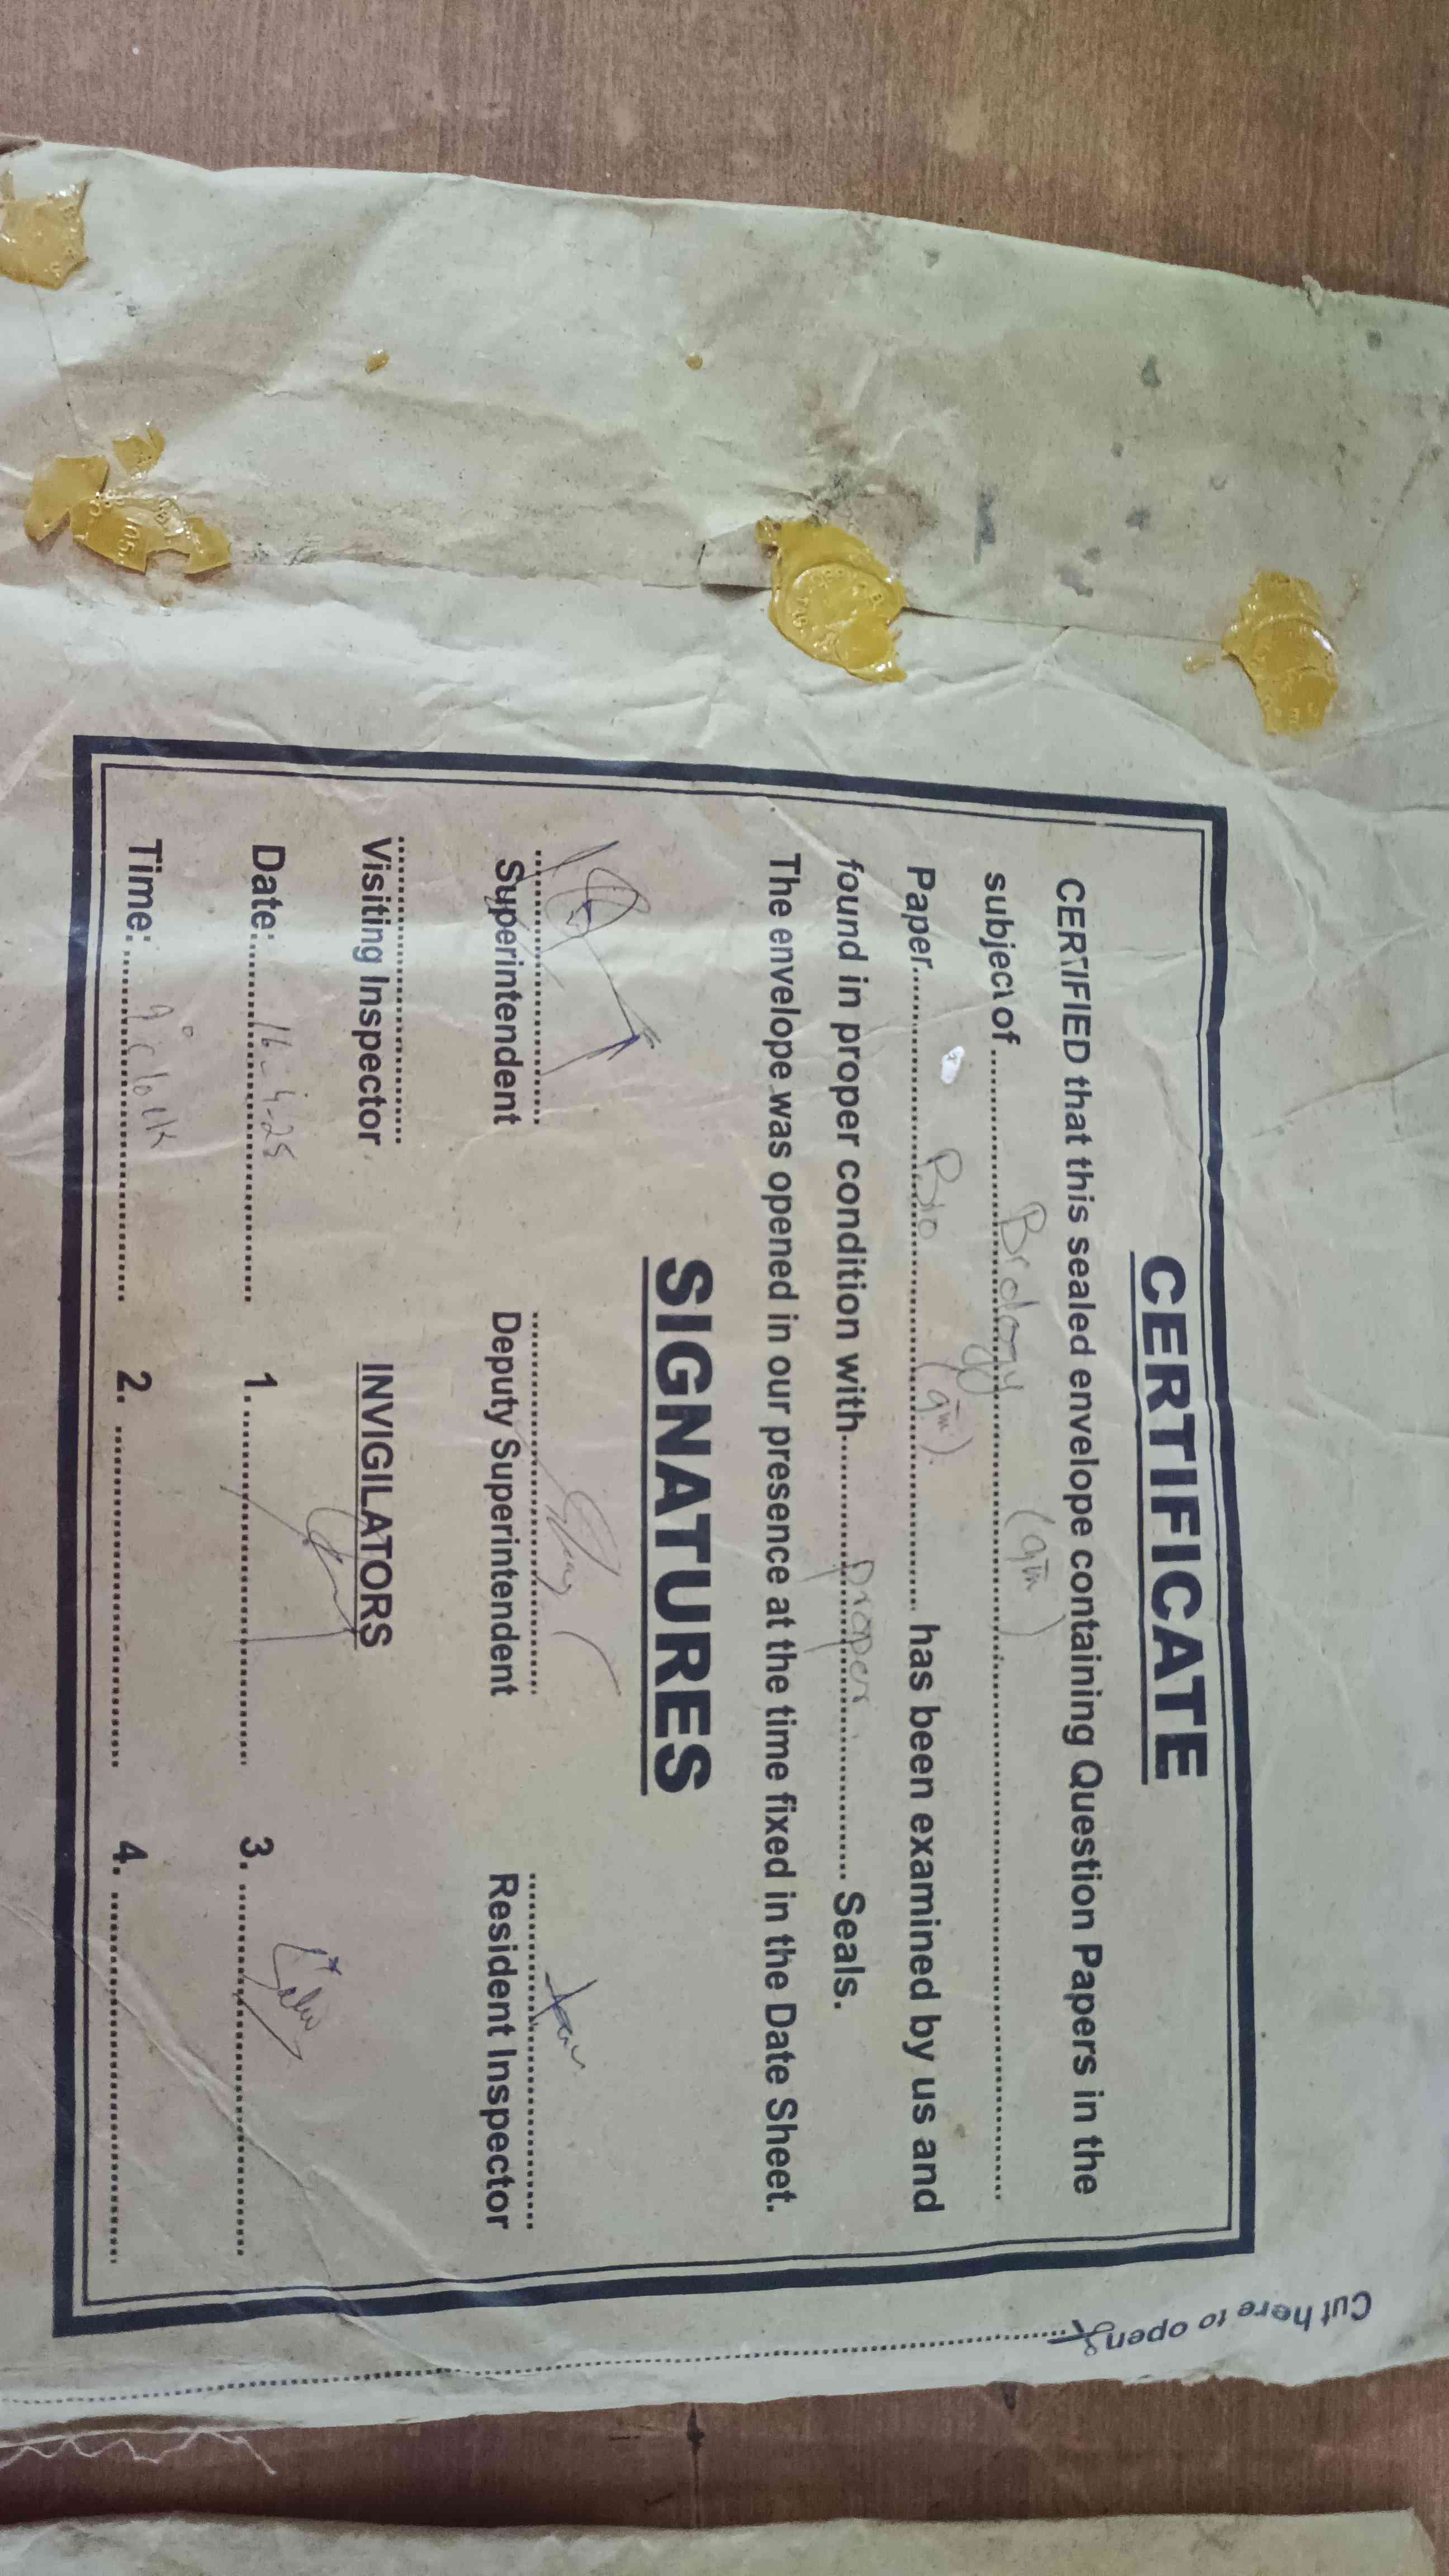 CERTIFICATE
CERTIFIED that this sealed envelope containing Question Papers in the
subject of ........ Biology (9th) ........
Paper ........ Bio (9th) ........ has been examined by us and
found in proper condition with ........ proper ........ Seals.
The envelope was opened in our presence at the time fixed in the Date Sheet.
SIGNATURES
Superintendent Deputy Superintendent Resident Inspector
Visiting Inspector INVIGILATORS
Date: ........ 16-4-25 ........ 1. ........ 3. ........
Time: ........ 9°clock ........ 2. ........ 4. ........
Cut here to open